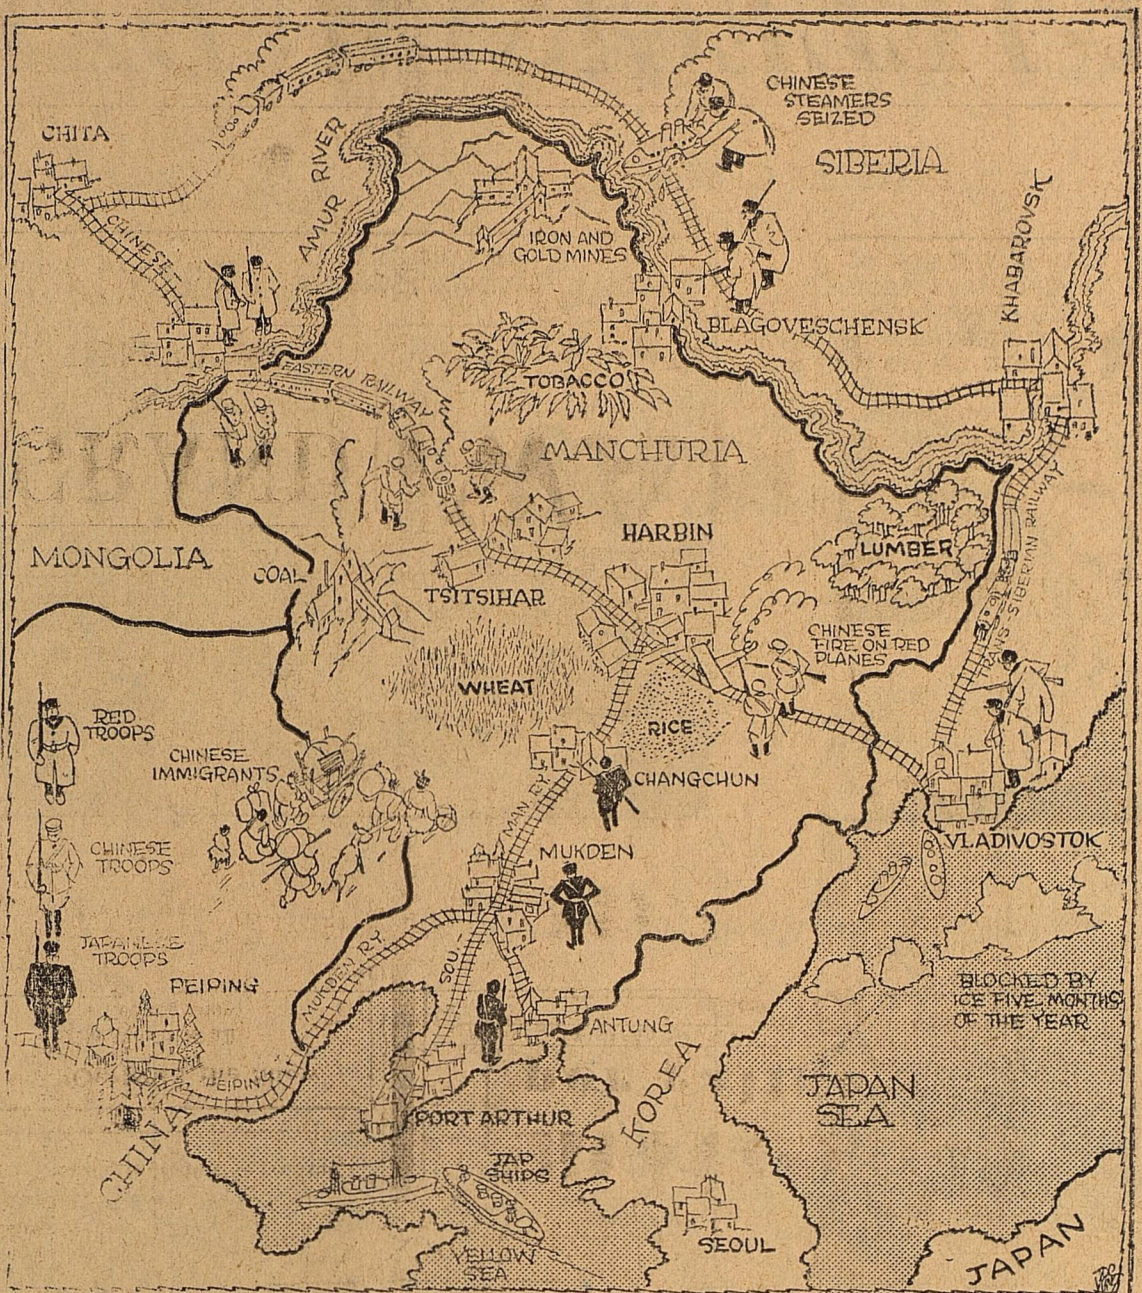 CHITA
CHINESE
STEAMERS
SEIZED
SIBERIA
AMUR RIVER
CHINESE
IRON AND
GOLD MINES
KHABAROVSK
BLAGOVESCHENSK
EASTERN RAILWAY
TOBACCO
MANCHURIA
MONGOLIA
COAL
TSITSIHAR
HARBIN
LUMBER
TRANS-SIBERIAN RAILWAY
CHINESE
FIRE ON RED
PLANES
WHEAT
RICE
RED
TROOPS
CHINESE
IMMIGRANTS
CHANGCHUN
MAN RY
CHINESE
TROOPS
MUKDEN
VLADIVOSTOK
JAPANESE
TROOPS
PEIPING
MUKDEN RY
SOU
BLOCKED BY
ICE FIVE MONTHS
OF THE YEAR
ANTUNG
PEIPING
CHINA
PORT ARTHUR
KOREA
JAPAN
SEA
JAP
SHIPS
YELLOW
SEA
SEOUL
JAPAN